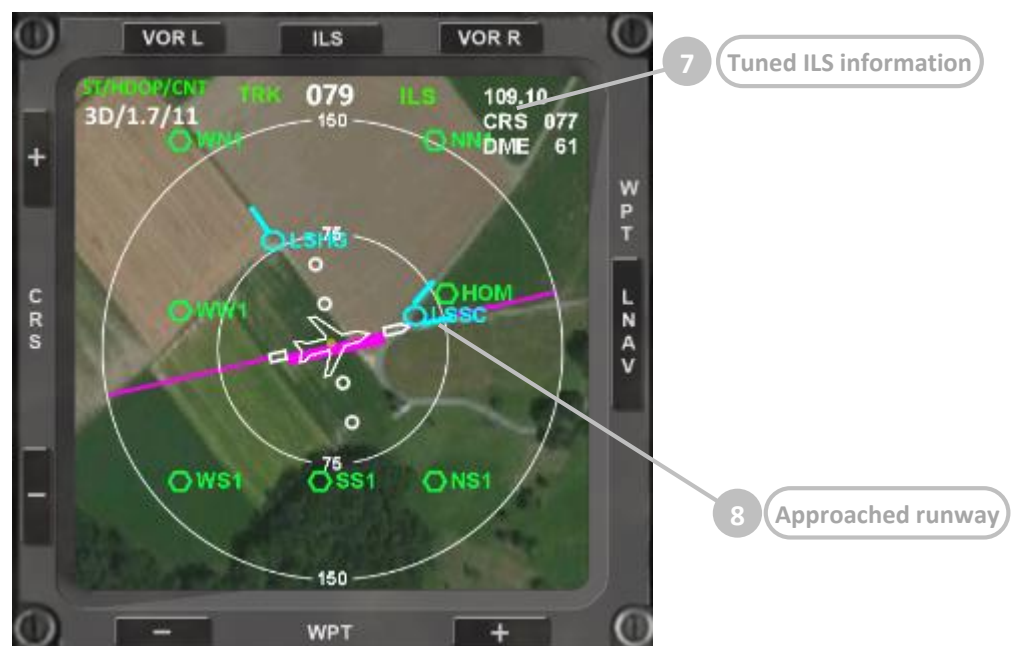 VOR L ILS VOR R
7 Tuned ILS information
ST/HDOP/CNT TRK 079 ILS 109.10
3D/1.7/11 150 CRS 077
WN1 NN1 DME 61
+
W
P
T
75
LSHG
HOM
C
R
S
L
N
A
V
WW1 LSSC
75
WS1 SS1 NS1
−
8 Approached runway
150
− WPT +